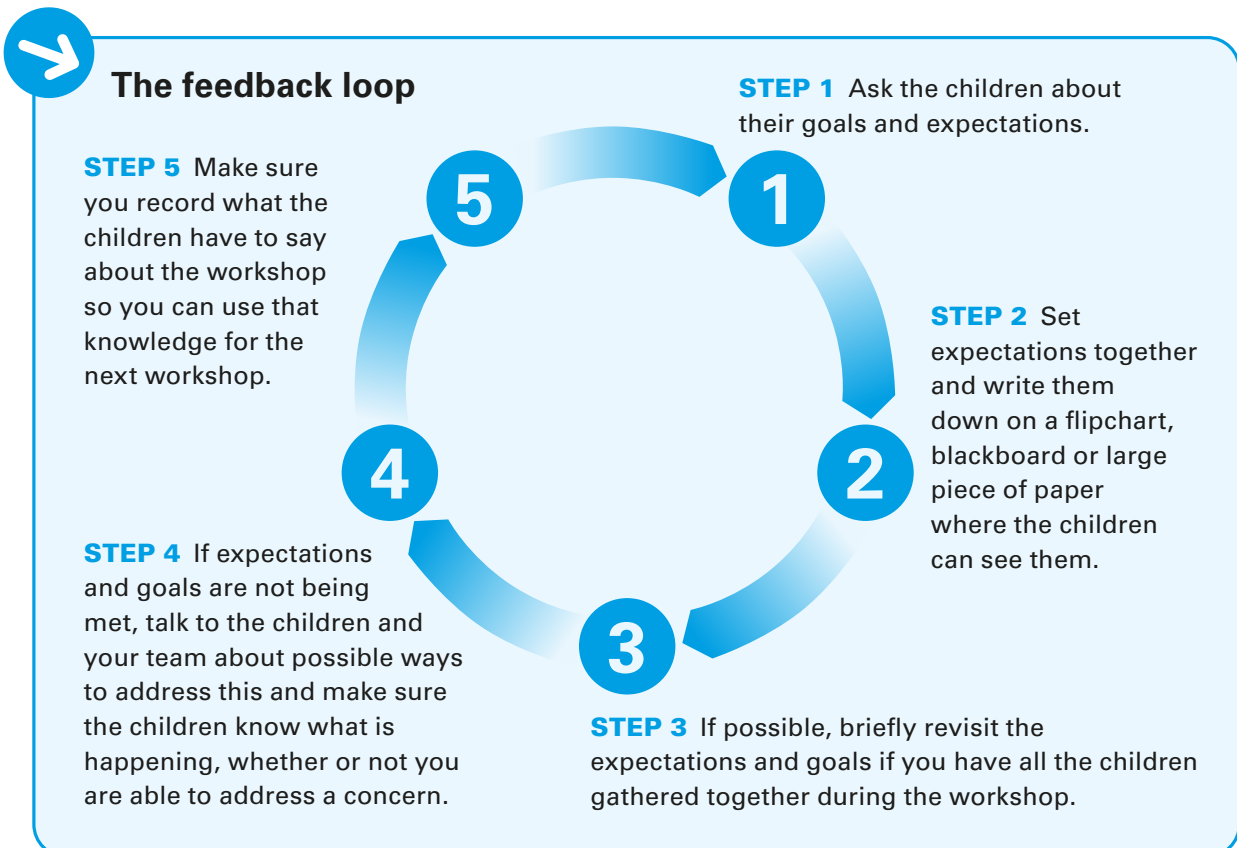 The feedback loop
STEP 1 Ask the children about
their goals and expectations.
STEP 2 Set
expectations together
and write them
down on a flipchart,
blackboard or large
piece of paper
where the children
can see them.
STEP 3 If possible, briefly revisit the
expectations and goals if you have all the children
gathered together during the workshop.
STEP 4 If expectations
and goals are not being
met, talk to the children and
your team about possible ways
to address this and make sure
the children know what is
happening, whether or not you
are able to address a concern.
STEP 5 Make sure
you record what the
children have to say
about the workshop
so you can use that
knowledge for the
next workshop.
1
2
3
4
5